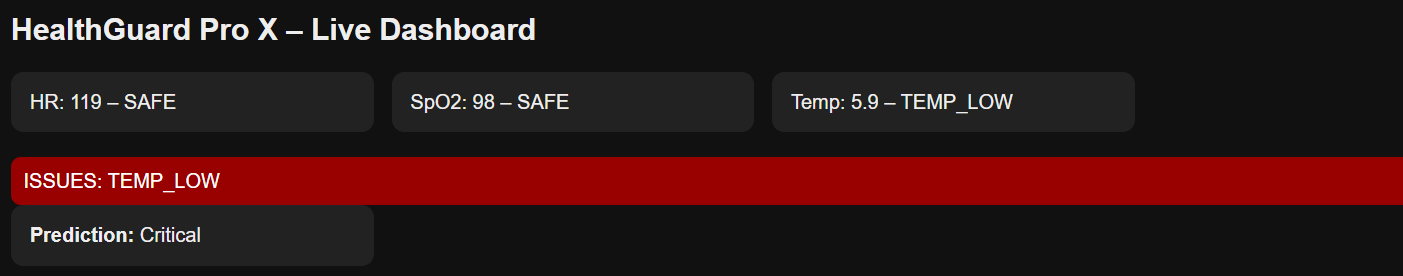 HealthGuard Pro X – Live Dashboard
HR: 119 – SAFE
SpO2: 98 – SAFE
Temp: 5.9 – TEMP_LOW
ISSUES: TEMP_LOW
Prediction: Critical